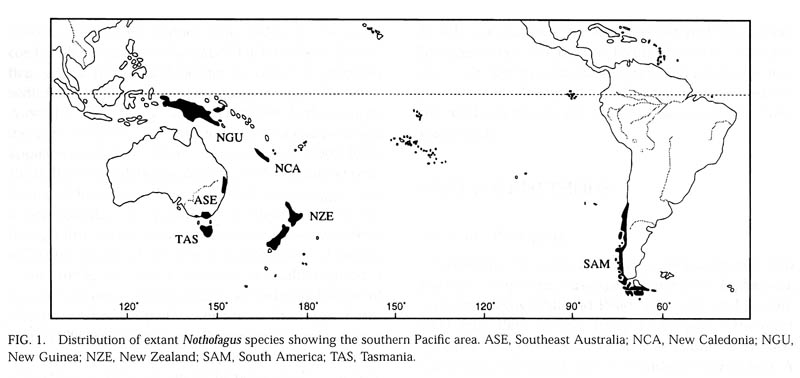 NGU
NCA
ASE
NZE
TAS
SAM
120° 150° 180° 150° 120° 90° 60°
FIG. 1. Distribution of extant Nothofagus species showing the southern Pacific area. ASE, Southeast Australia; NCA, New Caledonia; NGU,
New Guinea; NZE, New Zealand; SAM, South America; TAS, Tasmania.